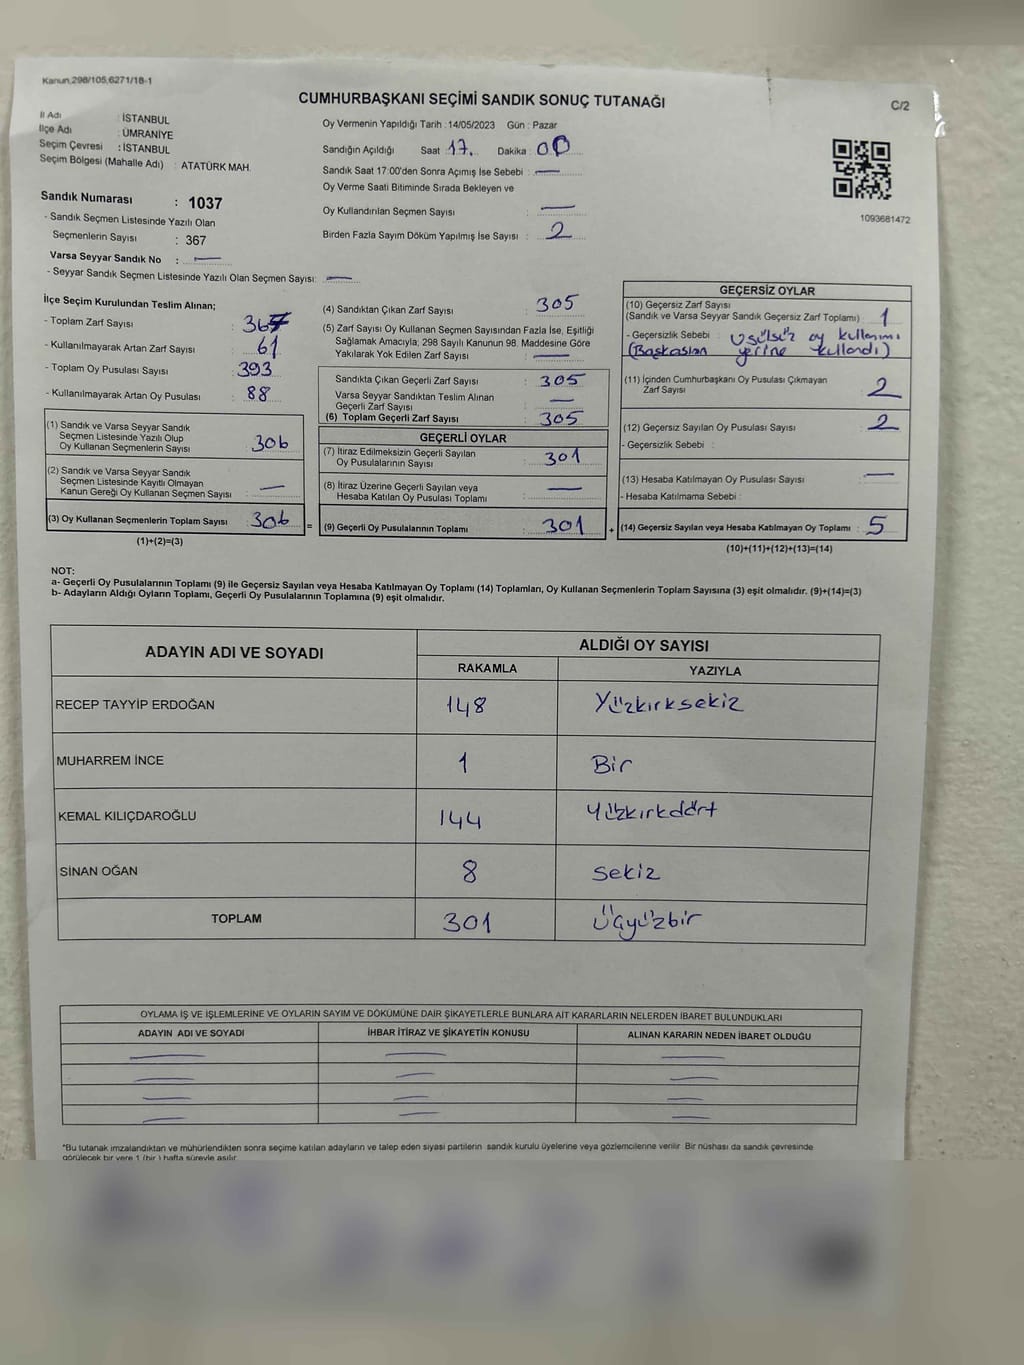 Kanun,298/105,6271/18-1
CUMHURBAŞKANI SEÇİMİ SANDIK SONUÇ TUTANAĞI
C/2
İl Adı : İSTANBUL
İlçe Adı : ÜMRANİYE
Seçim Çevresi : İSTANBUL
Seçim Bölgesi (Mahalle Adı) : ATATÜRK MAH.
Sandık Numarası : 1037
- Sandık Seçmen Listesinde Yazılı Olan
Seçmenlerin Sayısı : 367
Varsa Seyyar Sandık No : —
- Seyyar Sandık Seçmen Listesinde Yazılı Olan Seçmen Sayısı: —
Oy Vermenin Yapıldığı Tarih : 14/05/2023 Gün : Pazar
Sandığın Açıldığı Saat : 17. Dakika : 00
Sandık Saat 17:00'den Sonra Açımış İse Sebebi : —
Oy Verme Saati Bitiminde Sırada Bekleyen ve
Oy Kullandırılan Seçmen Sayısı : —
Birden Fazla Sayım Döküm Yapılmış İse Sayısı : 2
1093681472
İlçe Seçim Kurulundan Teslim Alınan;
- Toplam Zarf Sayısı : 367
- Kullanılmayarak Artan Zarf Sayısı : 61
- Toplam Oy Pusulası Sayısı : 393
- Kullanılmayarak Artan Oy Pusulası : 88
(1) Sandık ve Varsa Seyyar Sandık
Seçmen Listesinde Yazılı Olup
Oy Kullanan Seçmenlerin Sayısı : 306
(2) Sandık ve Varsa Seyyar Sandık
Seçmen Listesinde Kayıtlı Olmayan
Kanun Gereği Oy Kullanan Seçmen Sayısı : —
(3) Oy Kullanan Seçmenlerin Toplam Sayısı : 306 =
(1)+(2)=(3)
(4) Sandıktan Çıkan Zarf Sayısı : 305
(5) Zarf Sayısı Oy Kullanan Seçmen Sayısından Fazla İse, Eşitliği
Sağlamak Amacıyla; 298 Sayılı Kanunun 98. Maddesine Göre
Yakılarak Yok Edilen Zarf Sayısı : —
Sandıkta Çıkan Geçerli Zarf Sayısı : 305
Varsa Seyyar Sandıktan Teslim Alınan
Geçerli Zarf Sayısı : —
(6) Toplam Geçerli Zarf Sayısı : 305
GEÇERLİ OYLAR
(7) İtiraz Edilmeksizin Geçerli Sayılan
Oy Pusulalarının Sayısı : 301
(8) İtiraz Üzerine Geçerli Sayılan veya
Hesaba Katılan Oy Pusulası Toplamı : —
(9) Geçerli Oy Pusulalarının Toplamı : 301 +
GEÇERSİZ OYLAR
(10) Geçersiz Zarf Sayısı
(Sandık ve Varsa Seyyar Sandık Geçersiz Zarf Toplamı) : 1
- Geçersizlik Sebebi : Usülsüz oy kullanımı
(Başkasının yerine kullandı)
(11) İçinden Cumhurbaşkanı Oy Pusulası Çıkmayan
Zarf Sayısı : 2
(12) Geçersiz Sayılan Oy Pusulası Sayısı : 2
- Geçersizlik Sebebi :
(13) Hesaba Katılmayan Oy Pusulası Sayısı : —
- Hesaba Katılmama Sebebi :
(14) Geçersiz Sayılan veya Hesaba Katılmayan Oy Toplamı : 5
(10)+(11)+(12)+(13)=(14)
NOT:
a- Geçerli Oy Pusulalarının Toplamı (9) ile Geçersiz Sayılan veya Hesaba Katılmayan Oy Toplamı (14) Toplamları, Oy Kullanan Seçmenlerin Toplam Sayısına (3) eşit olmalıdır. (9)+(14)=(3)
b- Adayların Aldığı Oyların Toplamı, Geçerli Oy Pusulalarının Toplamına (9) eşit olmalıdır.
ADAYIN ADI VE SOYADI
ALDIĞI OY SAYISI
RAKAMLA YAZIYLA
RECEP TAYYİP ERDOĞAN 148 Yüzkırksekiz
MUHARREM İNCE 1 Bir
KEMAL KILIÇDAROĞLU 144 Yüzkırkdört
SİNAN OĞAN 8 Sekiz
TOPLAM 301 Üçyüzbir
OYLAMA İŞ VE İŞLEMLERİNE VE OYLARIN SAYIM VE DÖKÜMÜNE DAİR ŞİKAYETLERLE BUNLARA AİT KARARLARIN NELERDEN İBARET BULUNDUKLARI
ADAYIN ADI VE SOYADI İHBAR İTİRAZ VE ŞİKAYETİN KONUSU ALINAN KARARIN NEDEN İBARET OLDUĞU
— — —
— — —
— — —
— — —
*Bu tutanak imzalandıktan ve mühürlendikten sonra seçime katılan adayların ve talep eden siyasi partilerin sandık kurulu üyelerine veya gözlemcilerine verilir. Bir nüshası da sandık çevresinde
görülecek bir yere 1 (bir ) hafta süreyle asılır.